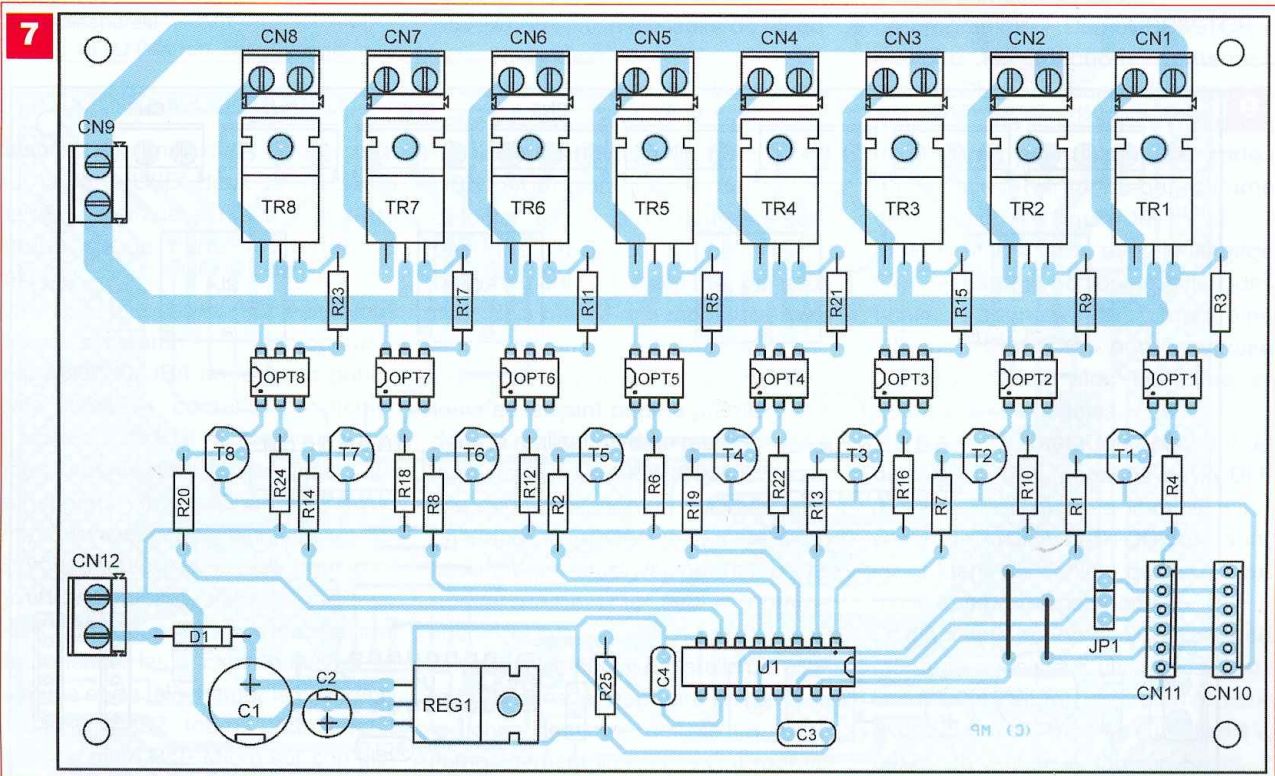 7
CN8 CN7 CN6 CN5 CN4 CN3 CN2 CN1
CN9
TR8 TR7 TR6 TR5 TR4 TR3 TR2 TR1
R23 R17 R11 R5 R21 R15 R9 R3
OPT8 OPT7 OPT6 OPT5 OPT4 OPT3 OPT2 OPT1
T8 T7 T6 T5 T4 T3 T2 T1
R20 R24 R14 R18 R8 R12 R2 R6 R19 R22 R13 R16 R7 R10 R1 R4
CN12
D1
JP1
U1
C4
R25
C2
+
C1
+
REG1
C3
CN11 CN10
(C) MP